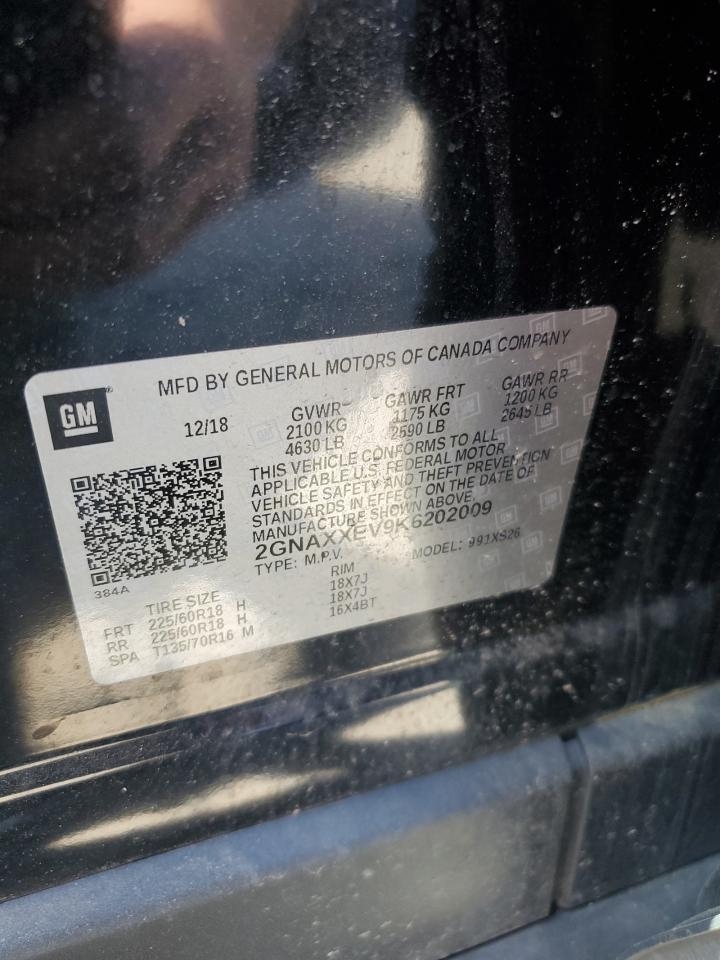 MFD BY GENERAL MOTORS OF CANADA COMPANY
GM®
12/18
GVWR
2100 KG
4630 LB
GAWR FRT
1175 KG
2590 LB
GAWR RR
1200 KG
2645 LB
THIS VEHICLE CONFORMS TO ALL
APPLICABLE U.S. FEDERAL MOTOR
VEHICLE SAFETY AND THEFT PREVENTION
STANDARDS IN EFFECT ON THE DATE OF
MANUFACTURE SHOWN ABOVE.
2GNAXXEV9K6202009
TYPE: M.P.V. MODEL: 991XS26
384A
TIRE SIZE RIM
FRT 225/60R18 H 18X7J
RR 225/60R18 H 18X7J
SPA T135/70R16 M 16X4BT